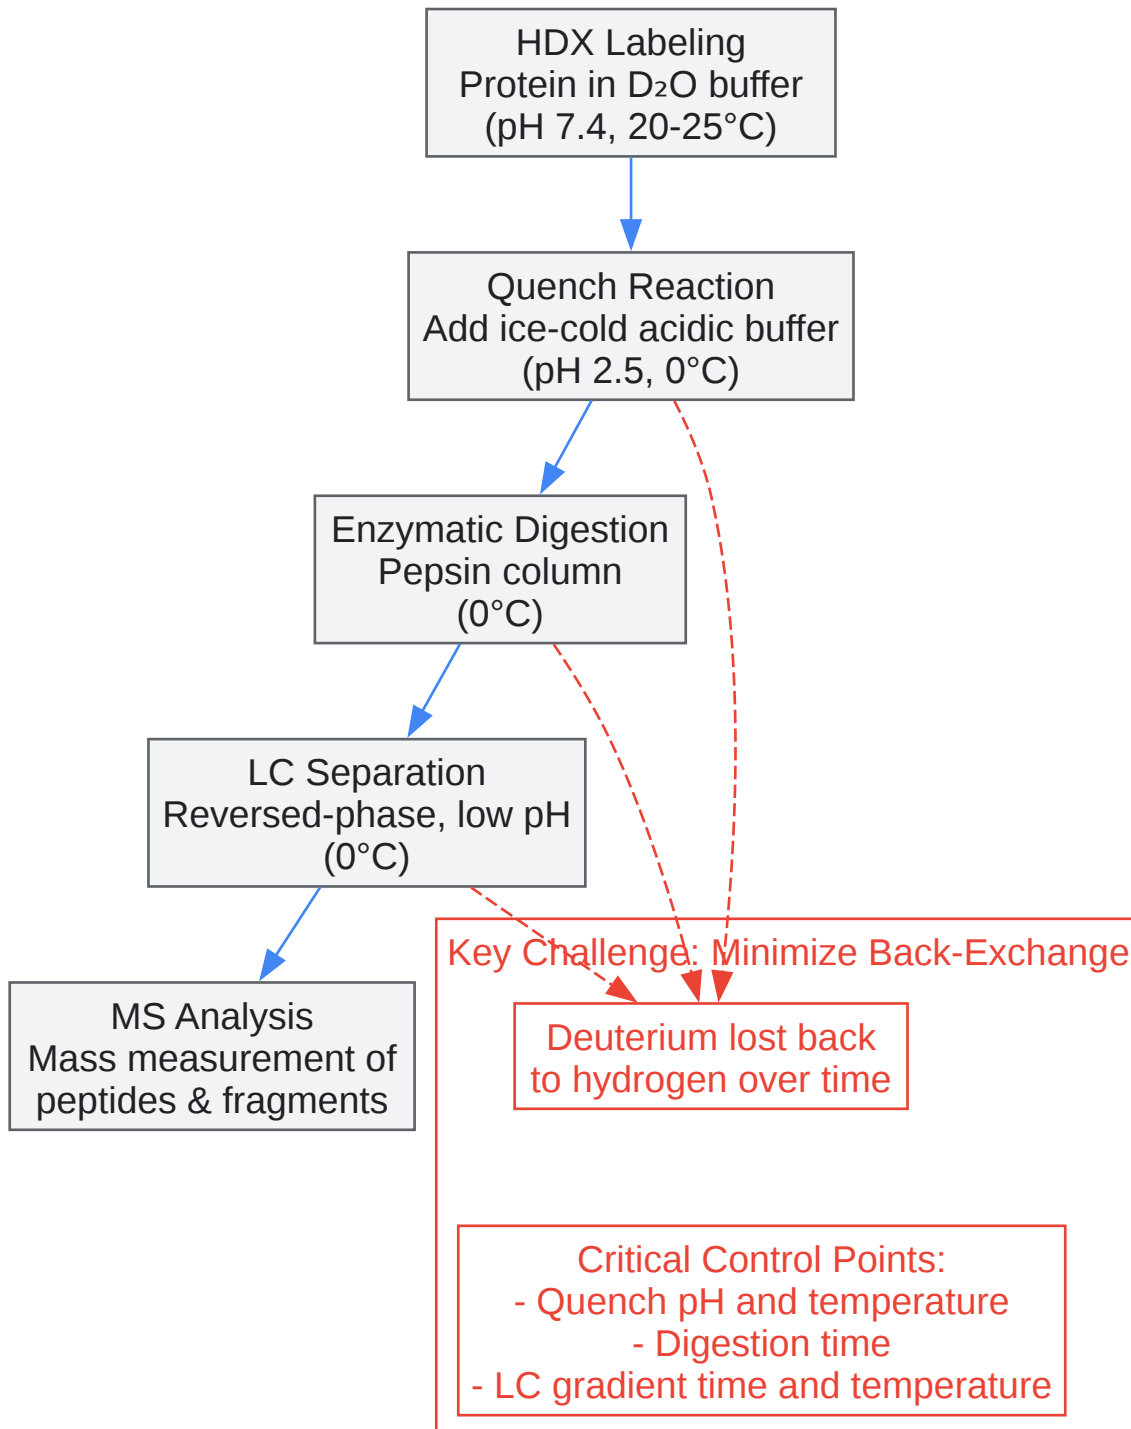 HDX Labeling
Protein in D₂O buffer
(pH 7.4, 20-25°C)
Quench Reaction
Add ice-cold acidic buffer
(pH 2.5, 0°C)
Enzymatic Digestion
Pepsin column
(0°C)
LC Separation
Reversed-phase, low pH
(0°C)
MS Analysis
Mass measurement of
peptides & fragments
Key Challenge: Minimize Back-Exchange
Deuterium lost back
to hydrogen over time
Critical Control Points:
- Quench pH and temperature
- Digestion time
- LC gradient time and temperature